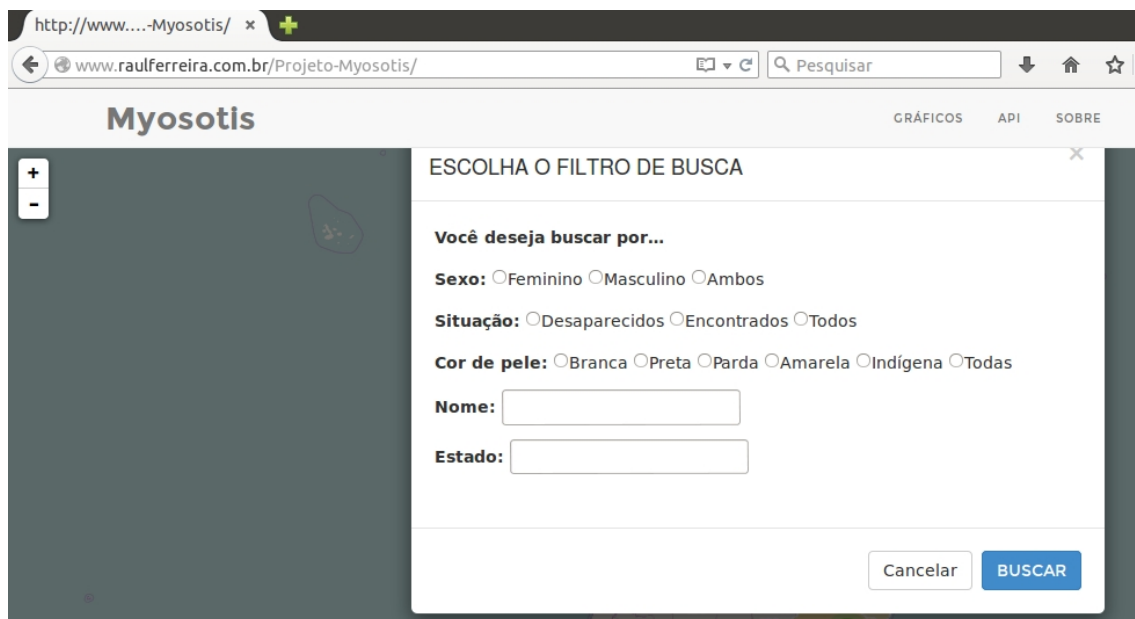 http://www....-Myosotis/ ×
www.raulferreira.com.br/Projeto-Myosotis/ Pesquisar
Myosotis GRÁFICOS API SOBRE
+
-
ESCOLHA O FILTRO DE BUSCA ×
Você deseja buscar por...
Sexo: Feminino Masculino Ambos
Situação: Desaparecidos Encontrados Todos
Cor de pele: Branca Preta Parda Amarela Indígena Todas
Nome:
Estado:
Cancelar BUSCAR